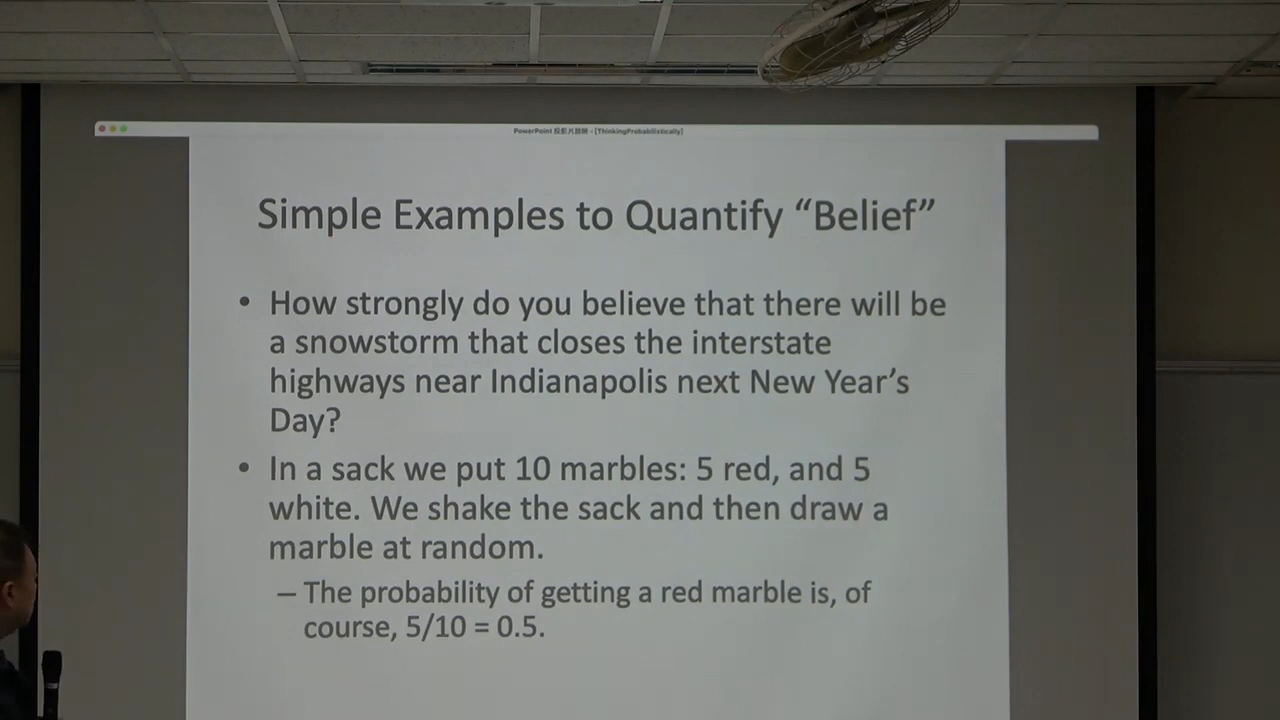 PowerPoint 投影片放映 - [ThinkingProbabilistically]
Simple Examples to Quantify “Belief”
• How strongly do you believe that there will be
a snowstorm that closes the interstate
highways near Indianapolis next New Year’s
Day?
• In a sack we put 10 marbles: 5 red, and 5
white. We shake the sack and then draw a
marble at random.
– The probability of getting a red marble is, of
course, 5/10 = 0.5.